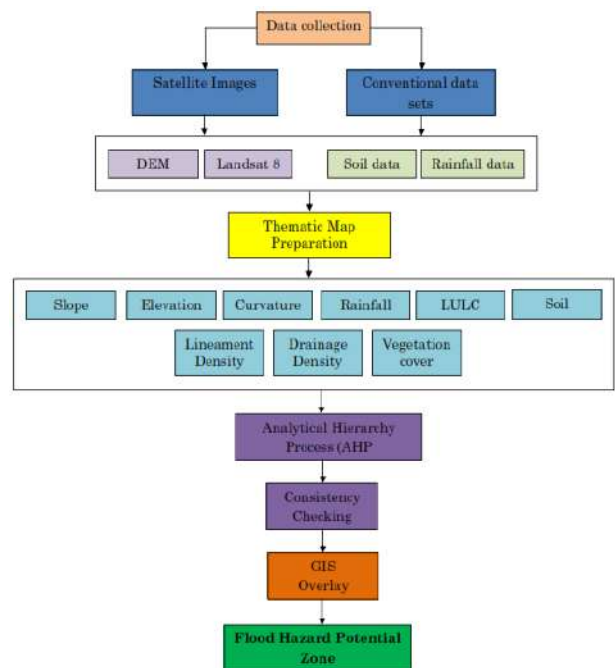 Data collection
Satellite Images
Conventional data
sets
DEM
Landsat 8
Soil data
Rainfall data
Thematic Map
Preparation
Slope
Elevation
Curvature
Rainfall
LULC
Soil
Lineament
Density
Drainage
Density
Vegetation
cover
Analytical Hierarchy
Process (AHP
Consistency
Checking
GIS
Overlay
Flood Hazard Potential
Zone